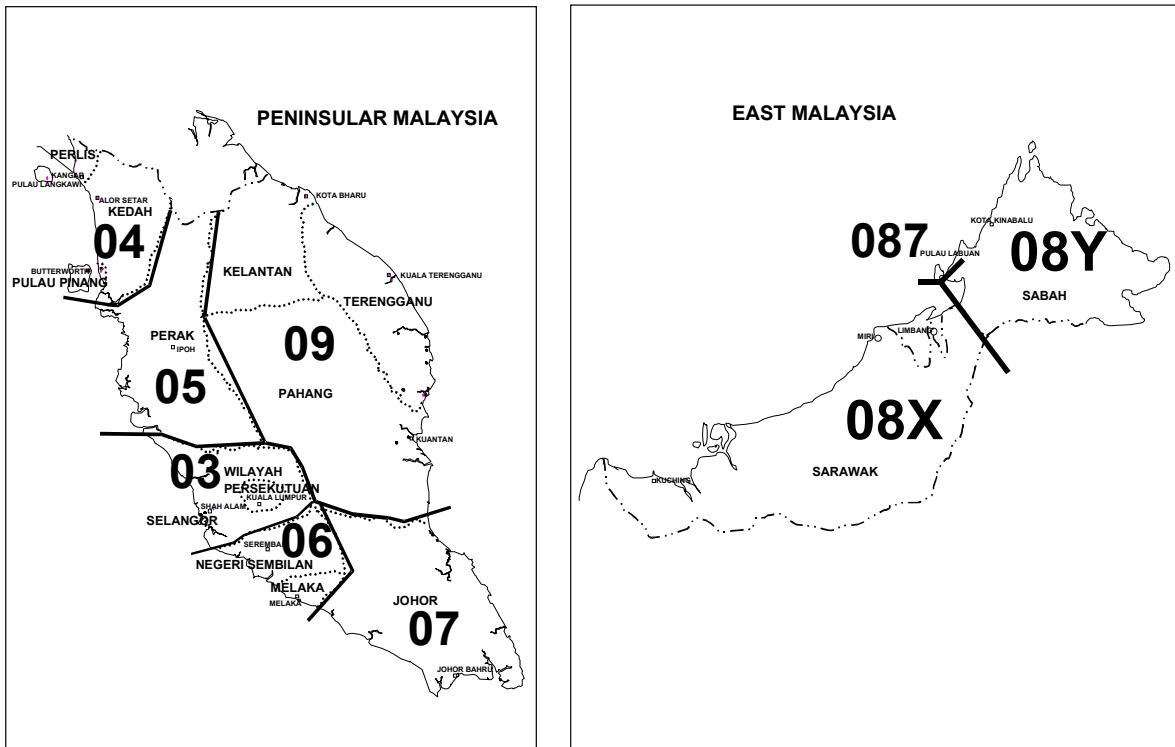 PENINSULAR MALAYSIA
PERLIS
KANGAR
PULAU LANGKAWI
ALOR SETAR
KEDAH
04
BUTTERWORTH
PULAU PINANG
KOTA BHARU
KELANTAN
KUALA TERENGGANU
TERENGGANU
PERAK
IPOH
05
09
PAHANG
KUANTAN
03
WILAYAH
PERSEKUTUAN
KUALA LUMPUR
SHAH ALAM
SELANGOR
06
SEREMBAN
NEGERI SEMBILAN
MELAKA
MELAKA
JOHOR
07
JOHOR BAHRU
EAST MALAYSIA
KOTA KINABALU
087
PULAU LABUAN
08Y
SABAH
MIRI
LIMBANG
08X
SARAWAK
KUCHING